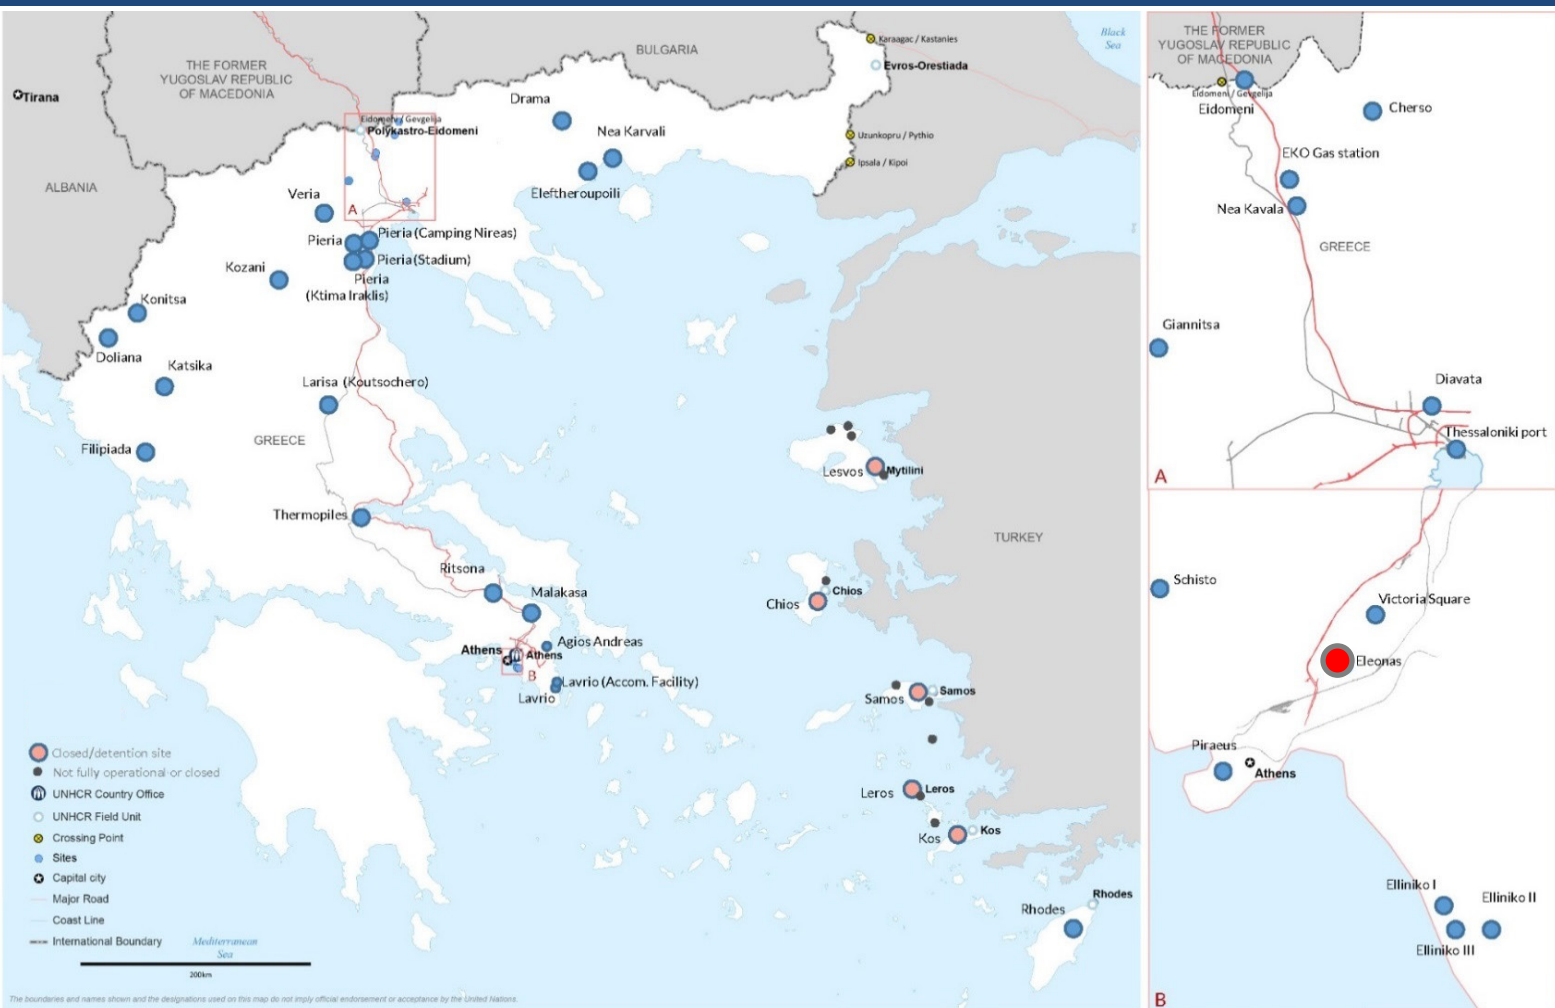 BULGARIA
Black
Sea
Karaagac / Kastanies
Evros-Orestiada
THE FORMER
YUGOSLAV REPUBLIC
OF MACEDONIA
Tirana
Drama
Eidomeni / Gevgelija
Polykastro-Eidomeni
Nea Karvali
Uzunkopru / Pythio
Ipsala / Kipoi
ALBANIA
Veria
A
Eleftheroupoili
Pieria
Pieria (Camping Nireas)
Pieria (Stadium)
Kozani
Pieria
(Ktima Iraklis)
Konitsa
Doliana
Katsika
Larisa (Koutsochero)
GREECE
Filipiada
Lesvos
Mytilini
Thermopiles
TURKEY
Ritsona
Malakasa
Chios
Chios
Agios Andreas
Athens
Athens
B
Lavrio (Accom. Facility)
Lavrio
Samos
Samos
Leros
Leros
Kos
Kos
Rhodes
Rhodes
Closed/detention site
Not fully operational or closed
UNHCR Country Office
UNHCR Field Unit
Crossing Point
Sites
Capital city
Major Road
Coast Line
International Boundary
Mediterranean
Sea
200km
The boundaries and names shown and the designations used on this map do not imply official endorsement or acceptance by the United Nations.
THE FORMER
YUGOSLAV REPUBLIC
OF MACEDONIA
Eidomeni / Gevgelija
Eidomeni
Cherso
EKO Gas station
Nea Kavala
GREECE
Giannitsa
Diavata
Thessaloniki port
A
Schisto
Victoria Square
Eleonas
Piraeus
Athens
Elliniko I
Elliniko II
Elliniko III
B